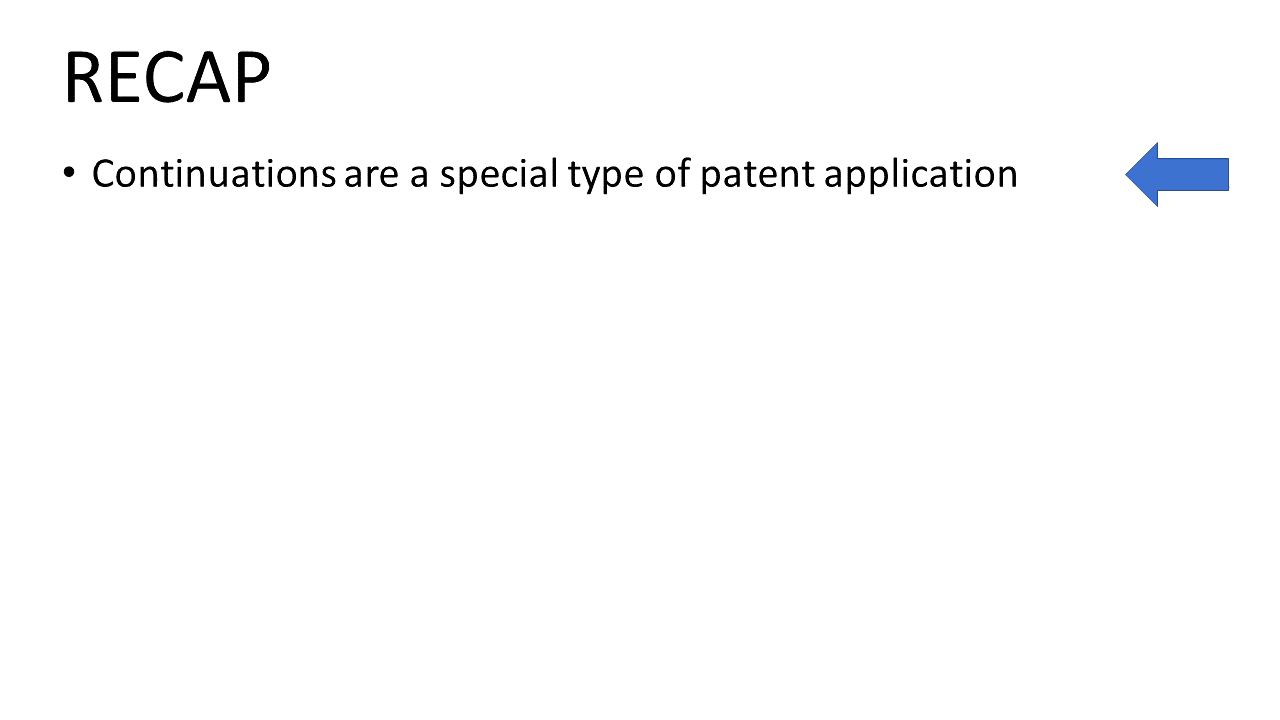 RECAP
• Continuations are a special type of patent application